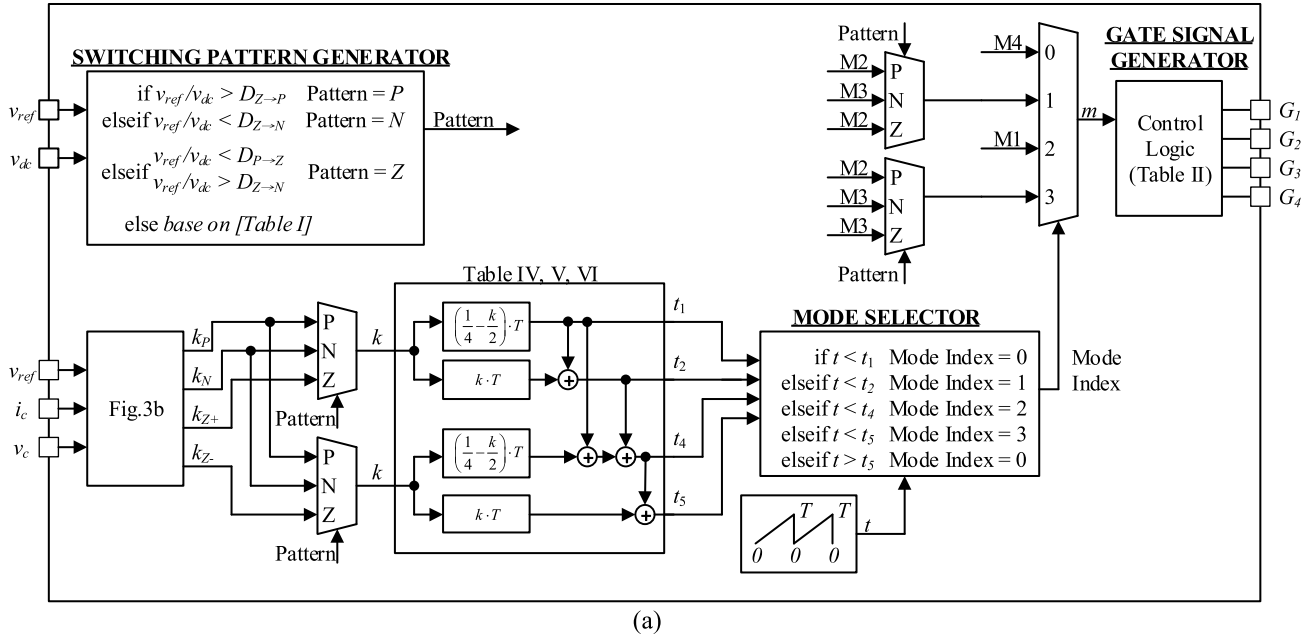 SWITCHING PATTERN GENERATOR
v_ref
v_dc
if v_ref/v_dc > D_Z→P Pattern = P
elseif v_ref/v_dc < D_Z→N Pattern = N
elseif v_ref/v_dc < D_P→Z
v_ref/v_dc > D_Z→N Pattern = Z
else base on [Table I]
Pattern
Pattern
M2 P
M3 N
M2 Z
M2 P
M3 N
M3 Z
Pattern
M4 0
1
M1 2
3
m
GATE SIGNAL
GENERATOR
Control
Logic
(Table II)
G_1
G_2
G_3
G_4
v_ref
i_c
v_c
Fig.3b
k_P
k_N
k_Z+
k_Z-
P
N
Z
Pattern
k
P
N
Z
Pattern
k
Table IV, V, VI
(1/4 - k/2) · T
k · T
(1/4 - k/2) · T
k · T
+
+ +
+
t_1
t_2
t_4
t_5
MODE SELECTOR
if t < t_1 Mode Index = 0
elseif t < t_2 Mode Index = 1
elseif t < t_4 Mode Index = 2
elseif t < t_5 Mode Index = 3
elseif t > t_5 Mode Index = 0
Mode
Index
T T
0 0 0
t
(a)